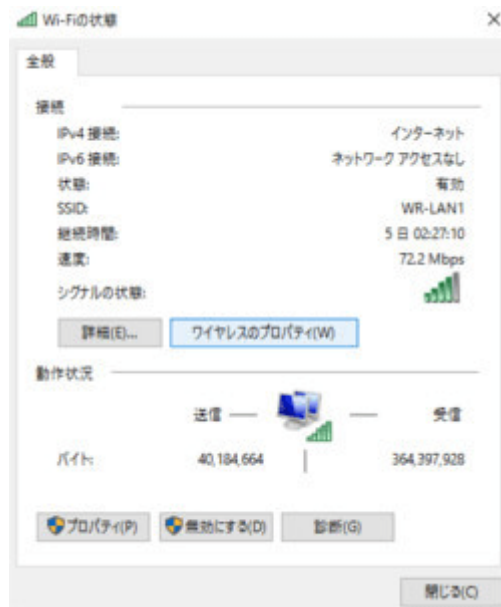 Wi-Fiの状態
全般
接続
IPv4 接続: インターネット
IPv6 接続: ネットワーク アクセスなし
状態: 有効
SSID: WR-LAN1
継続時間: 5 日 02:27:10
速度: 72.2 Mbps
シグナルの状態:
詳細(E)... ワイヤレスのプロパティ(W)
動作状況
送信 受信
バイト: 40,184,664 364,397,928
プロパティ(P) 無効にする(D) 診断(G)
閉じる(C)